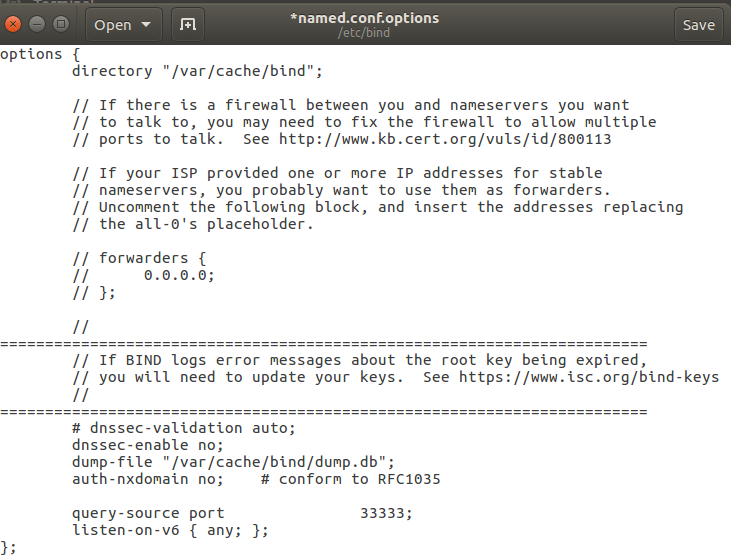 Open
*named.conf.options
/etc/bind
Save
options {
        directory "/var/cache/bind";

        // If there is a firewall between you and nameservers you want
        // to talk to, you may need to fix the firewall to allow multiple
        // ports to talk.  See http://www.kb.cert.org/vuls/id/800113

        // If your ISP provided one or more IP addresses for stable
        // nameservers, you probably want to use them as forwarders.
        // Uncomment the following block, and insert the addresses replacing
        // the all-0's placeholder.

        // forwarders {
        //      0.0.0.0;
        // };

        //
========================================================================
        // If BIND logs error messages about the root key being expired,
        // you will need to update your keys.  See https://www.isc.org/bind-keys
        //
========================================================================
        # dnssec-validation auto;
        dnssec-enable no;
        dump-file "/var/cache/bind/dump.db";
        auth-nxdomain no;    # conform to RFC1035

        query-source port               33333;
        listen-on-v6 { any; };
};